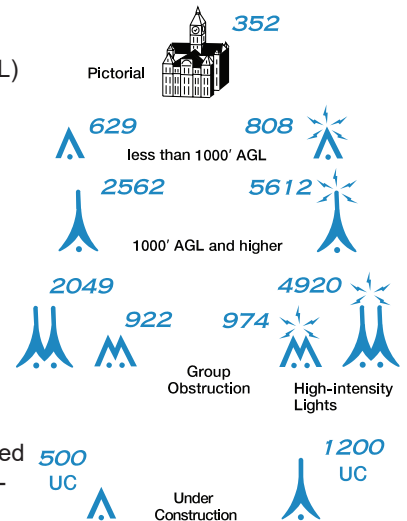 352
L)
Pictorial
629 808
less than 1000' AGL
2562 5612
1000' AGL and higher
2049 4920
922 974
Group
Obstruction
High-intensity
Lights
ed
500 1200
UC UC
-
Under
Construction